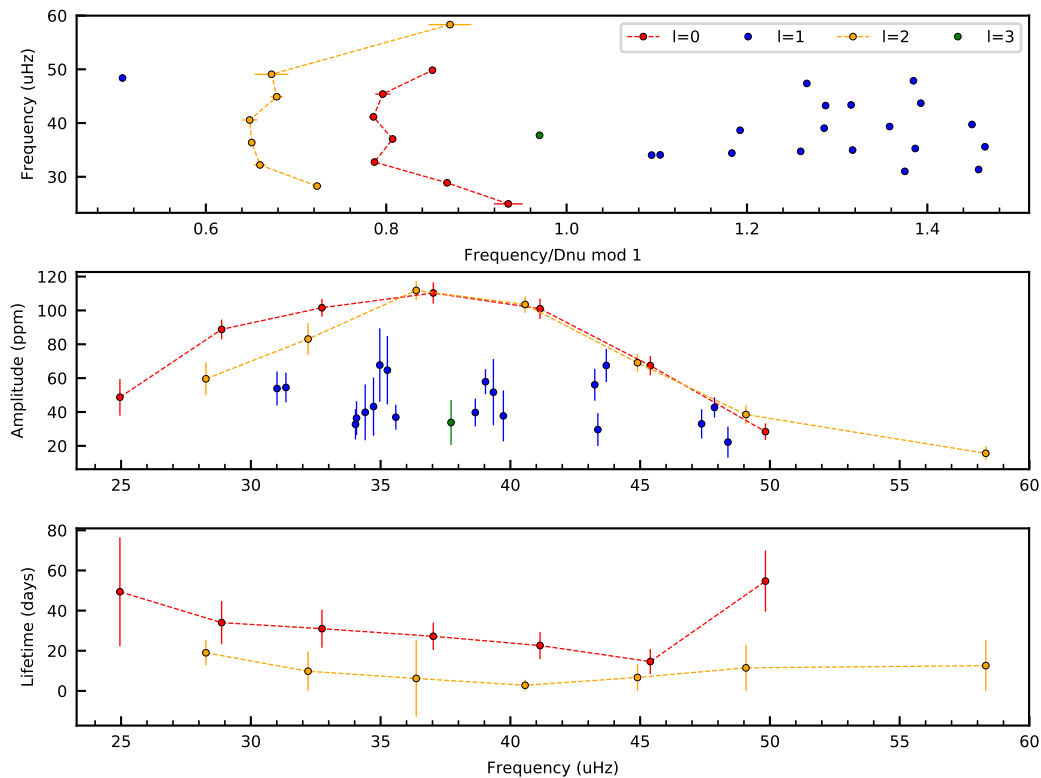 60
50
40
30
Frequency (uHz)
l=0 l=1 l=2 l=3
0.6 0.8 1.0 1.2 1.4
Frequency/Dnu mod 1
120
100
80
60
40
20
Amplitude (ppm)
25 30 35 40 45 50 55 60
80
60
40
20
0
Lifetime (days)
25 30 35 40 45 50 55 60
Frequency (uHz)